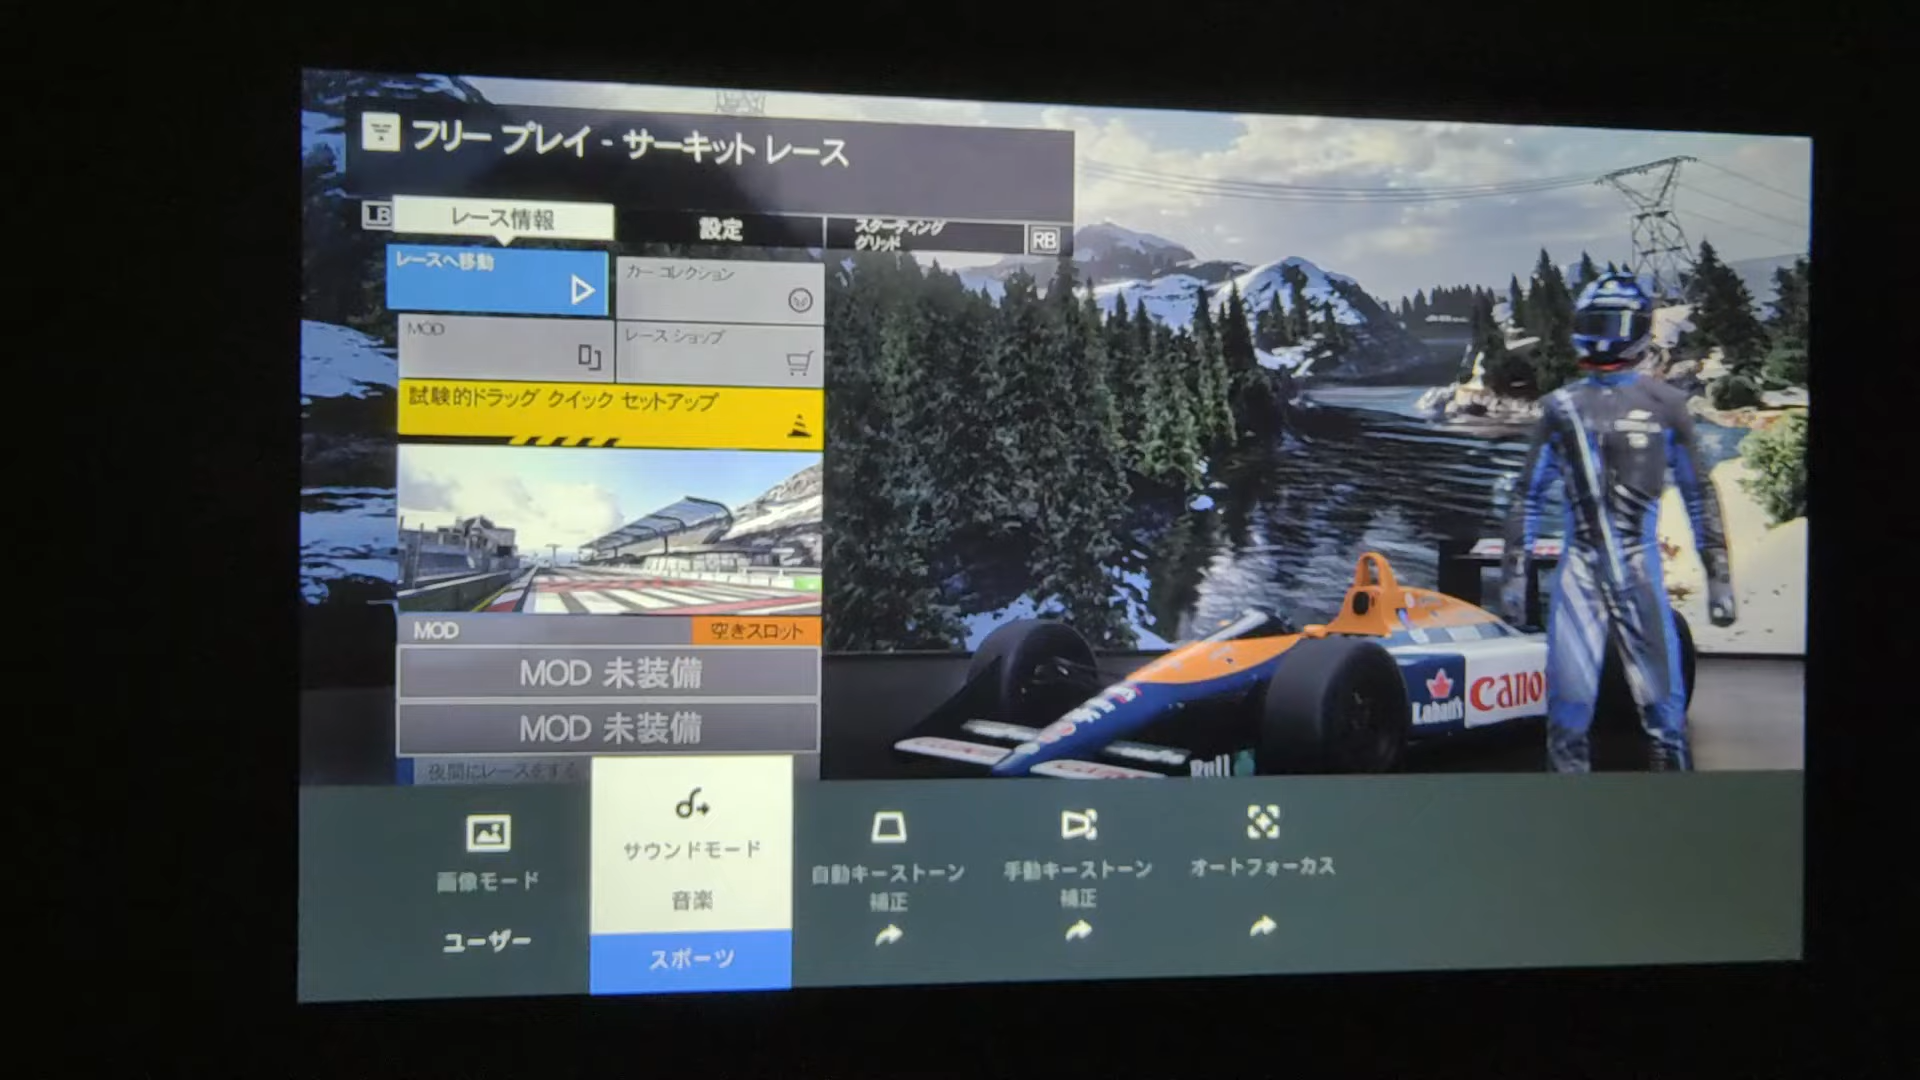 フリー プレイ - サーキット レース
LB
レース情報
設定
スターティング
グリッド
RB
レースへ移動
カー コレクション
MOD
レース ショップ
試験的ドラッグ クイック セットアップ
MOD
空きスロット
MOD 未装備
MOD 未装備
夜間にレースをする
Labatt's
Cano
Bull
画像モード
ユーザー
サウンドモード
音楽
スポーツ
自動キーストーン
補正
手動キーストーン
補正
オートフォーカス